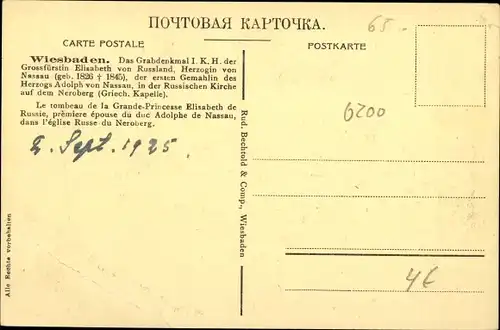 ПОЧТОВАЯ КАРТОЧКА.
65.
CARTE POSTALE
POSTKARTE
Wiesbaden. Das Grabdenkmal I. K. H. der
Grossfürstin Elisabeth von Russland, Herzogin von
Nassau (geb. 1826 † 1845), der ersten Gemahlin des
Herzogs Adolph von Nassau, in der Russischen Kirche
auf dem Neroberg (Griech. Kapelle).
Le tombeau de la Grande-Princesse Elisabeth de
Russie, prèmière épouse du duc Adolphe de Nassau,
dans l'église Russe du Neroberg.
2. Sept. 1925.
6200
Rud. Bechtold & Comp., Wiesbaden
Alle Rechte vorbehalten
4€